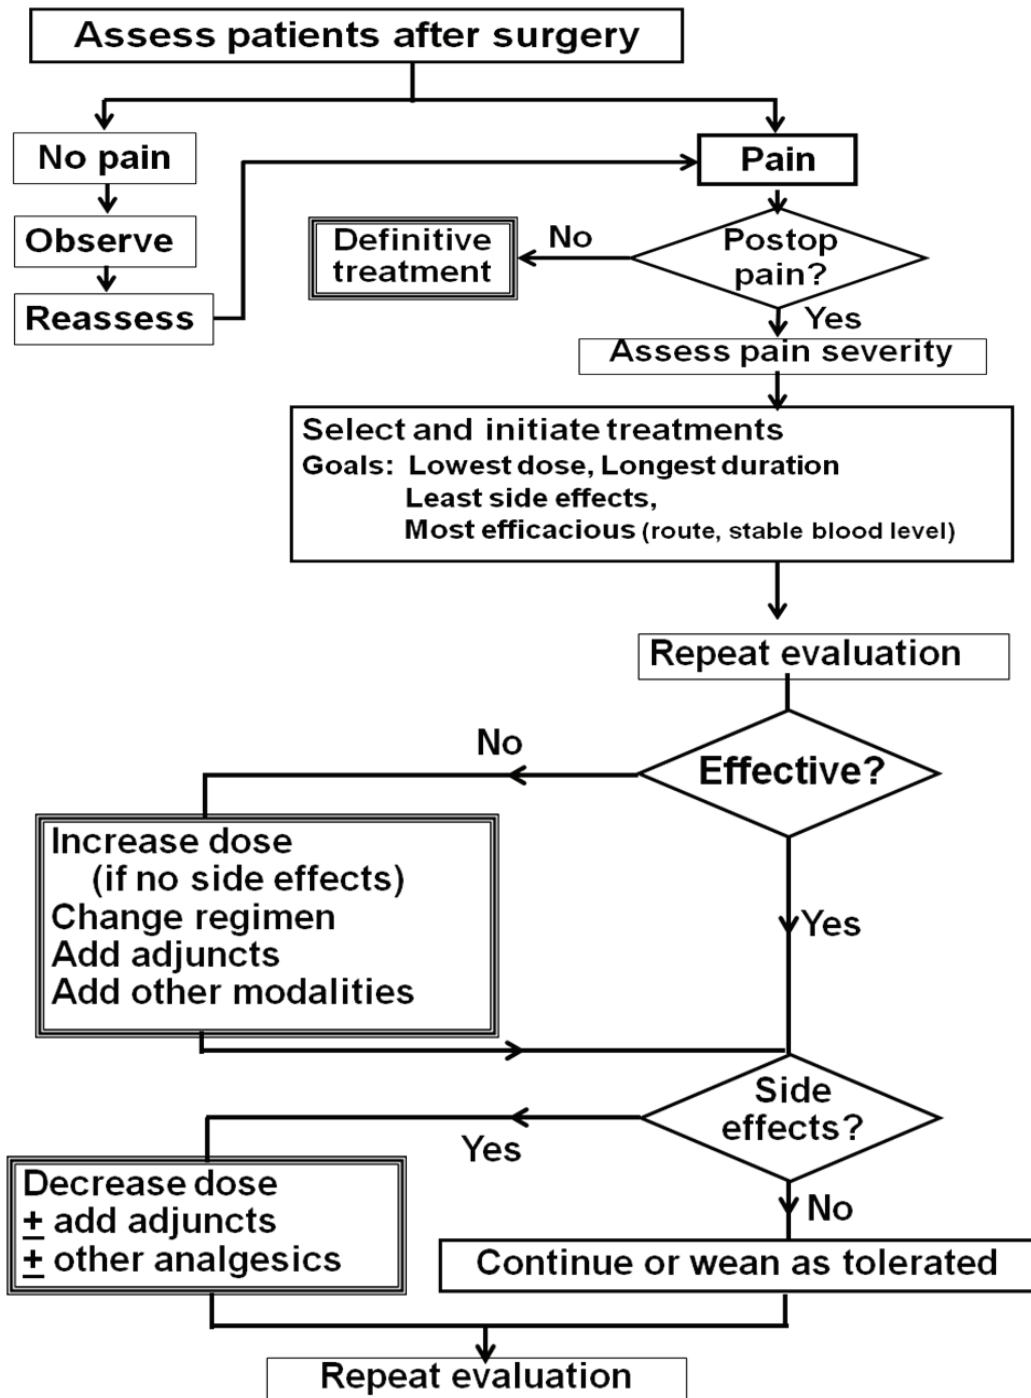 Assess patients after surgery
No pain
Pain
Observe
Reassess
Definitive
treatment
No
Postop
pain?
Yes
Assess pain severity
Select and initiate treatments
Goals: Lowest dose, Longest duration
Least side effects,
Most efficacious (route, stable blood level)
Repeat evaluation
No
Effective?
Increase dose
(if no side effects)
Change regimen
Add adjuncts
Add other modalities
Yes
Side
effects?
Yes
Decrease dose
± add adjuncts
± other analgesics
No
Continue or wean as tolerated
Repeat evaluation